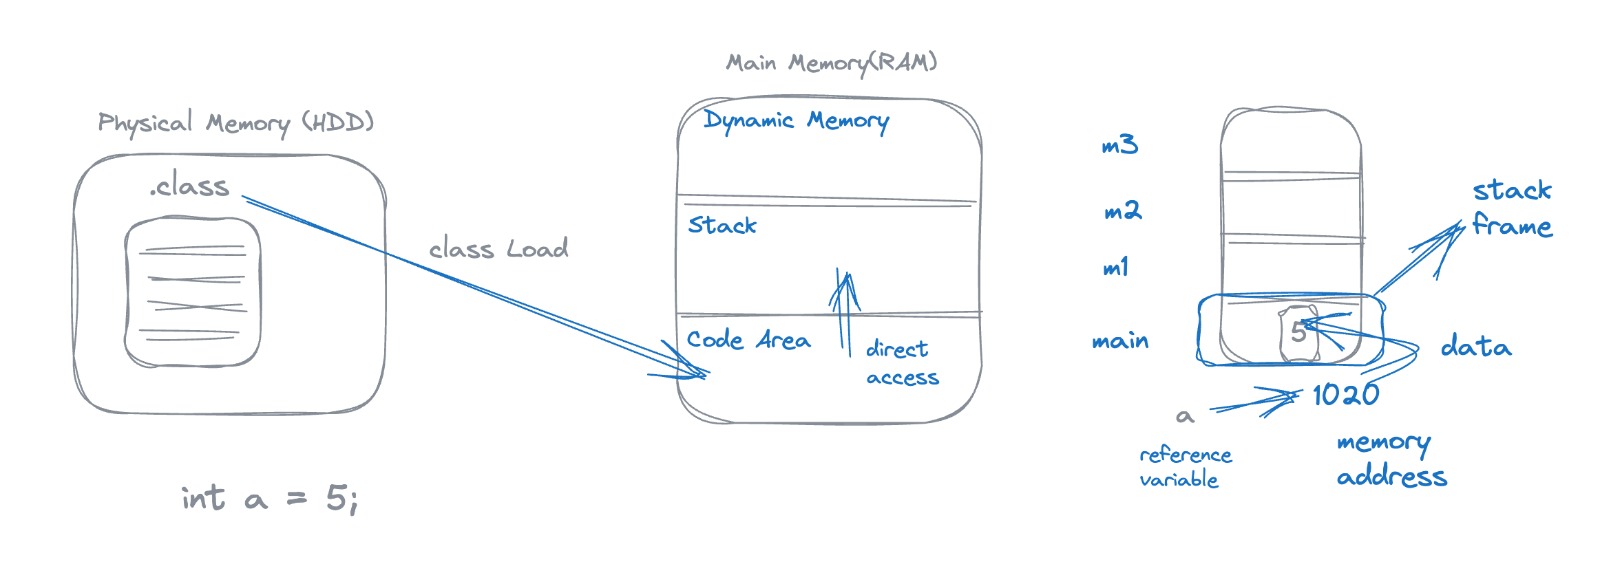 Main Memory(RAM)
Physical Memory (HDD)
.class
class Load
int a = 5;
Dynamic Memory
Stack
Code Area
direct
access
m3
m2
m1
main
5
stack
frame
data
1020
a
reference
variable
memory
address